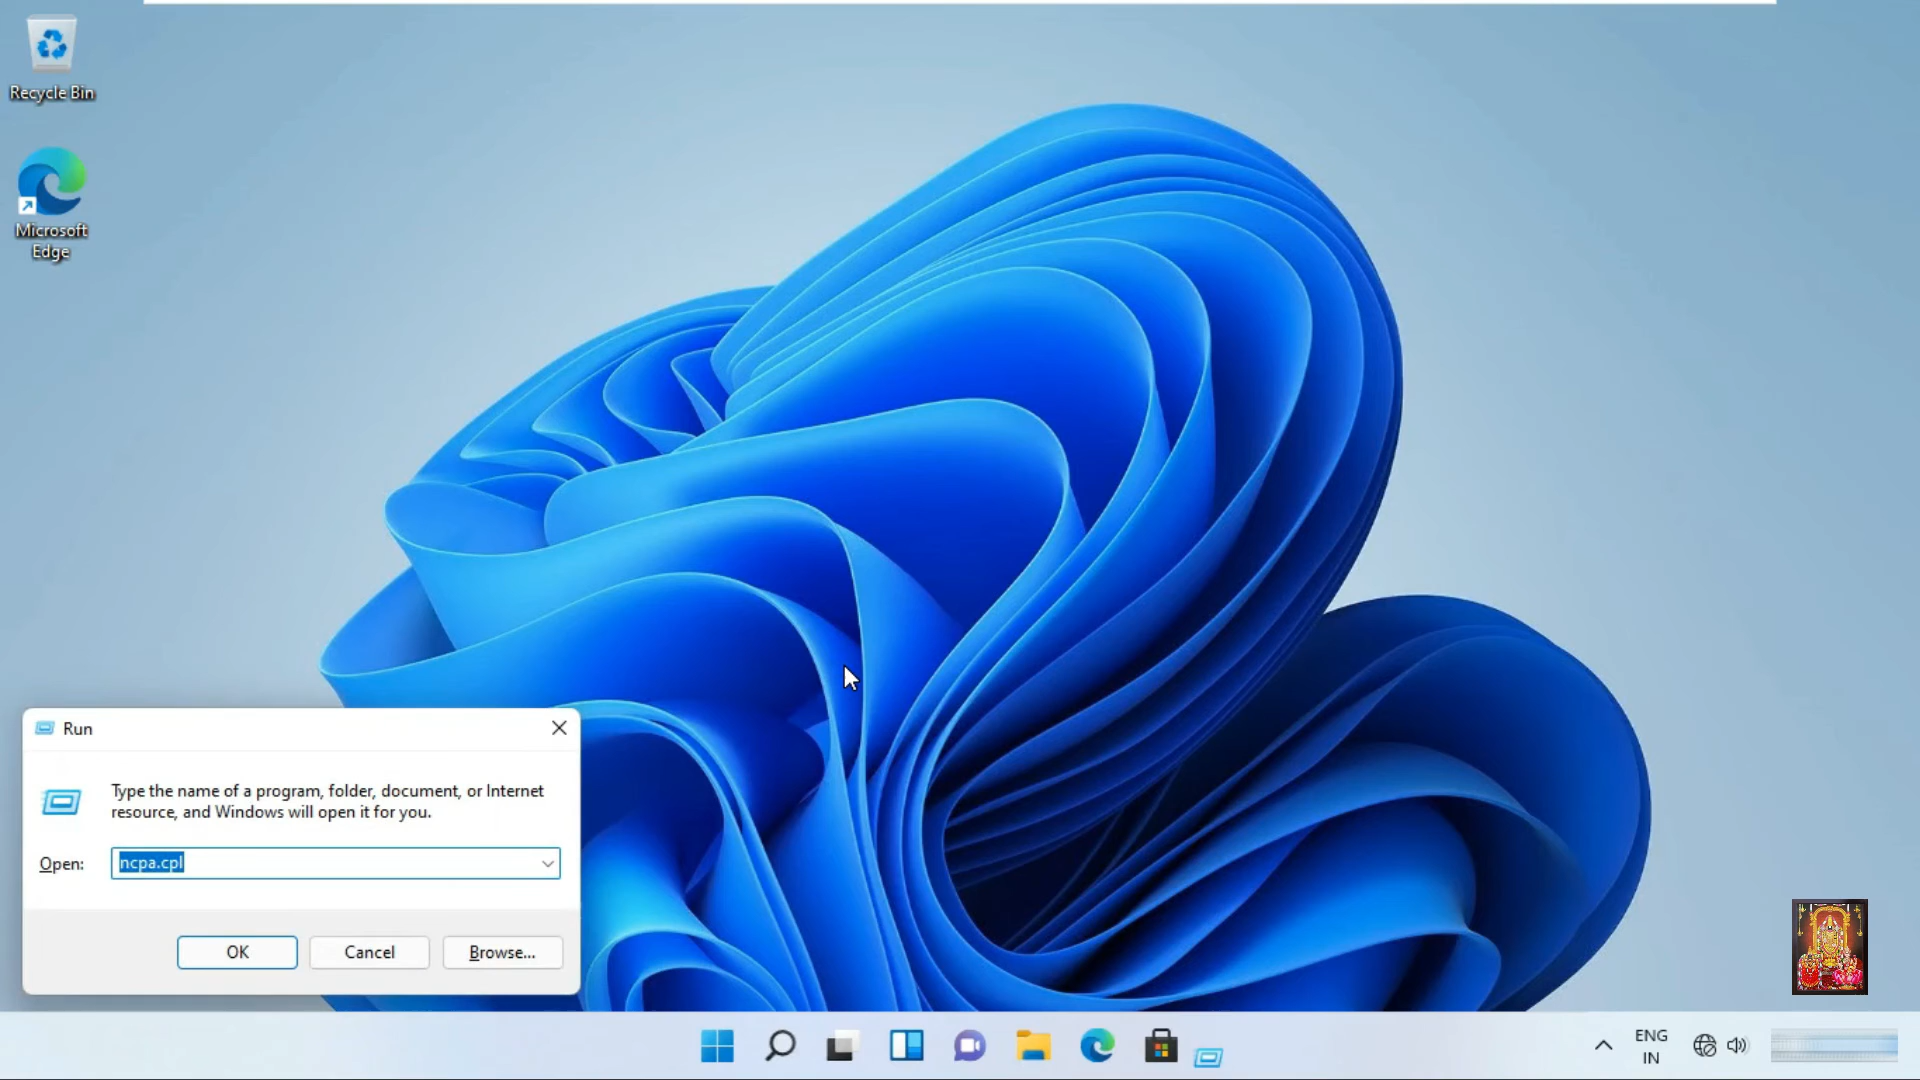 Recycle Bin
Microsoft
Edge
Run
Type the name of a program, folder, document, or Internet
resource, and Windows will open it for you.
Open:
ncpa.cpl
OK
Cancel
Browse...
ENG
IN